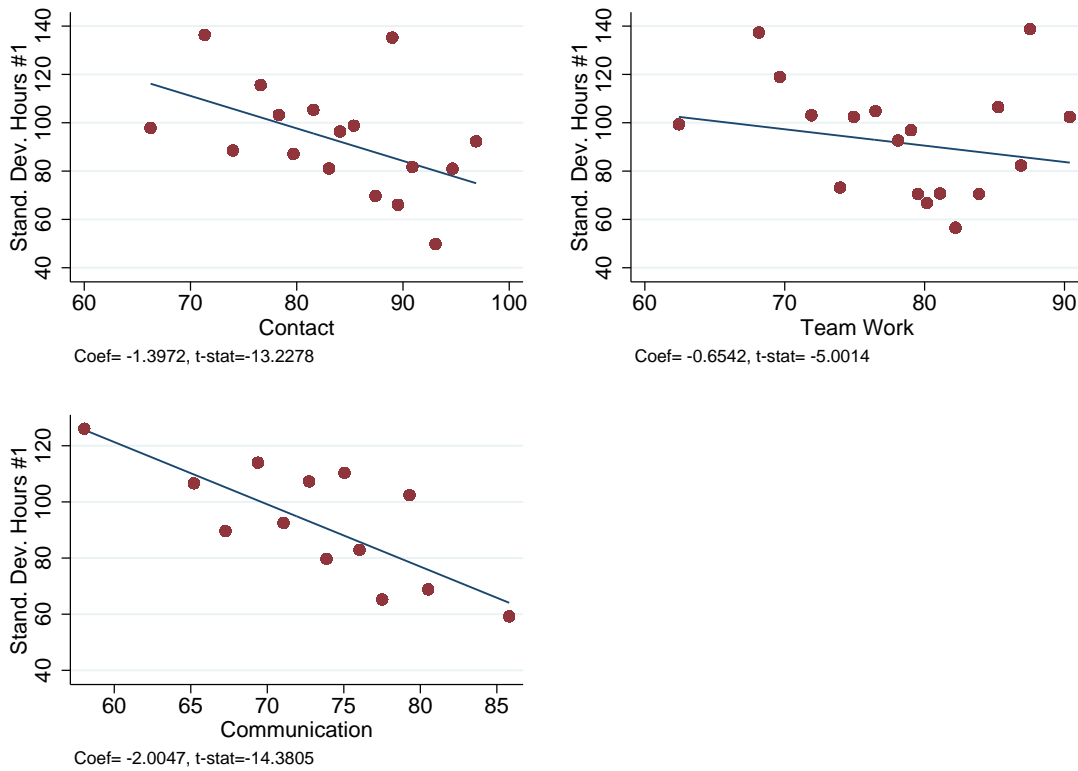 Stand. Dev. Hours #1
140
120
100
80
60
40
60 70 80 90 100
Contact
Coef= -1.3972, t-stat=-13.2278
Stand. Dev. Hours #1
140
120
100
80
60
40
60 70 80 90
Team Work
Coef= -0.6542, t-stat= -5.0014
Stand. Dev. Hours #1
120
100
80
60
40
60 65 70 75 80 85
Communication
Coef= -2.0047, t-stat=-14.3805